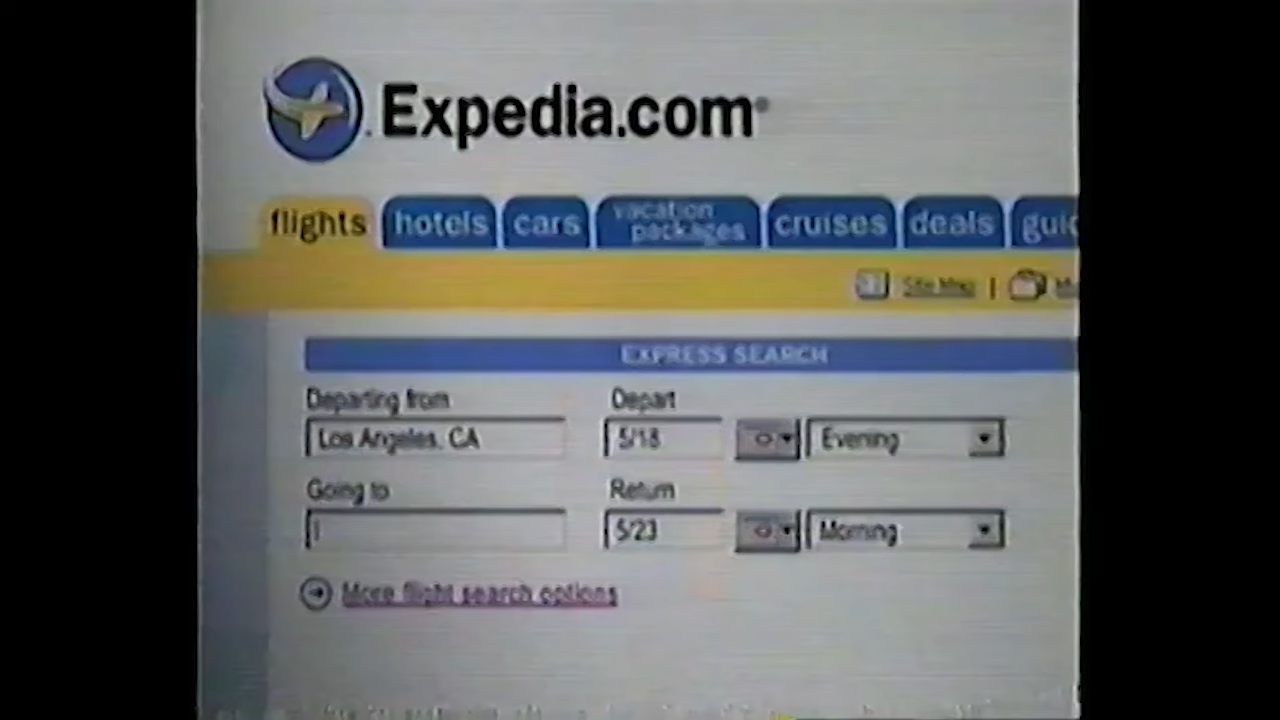 Expedia.com®
flights hotels cars vacation packages cruises deals
Site Map |
EXPRESS SEARCH
Departing from Depart
Los Angeles, CA 5/18 Evening
Going to Return
5/23 Morning
More flight search options